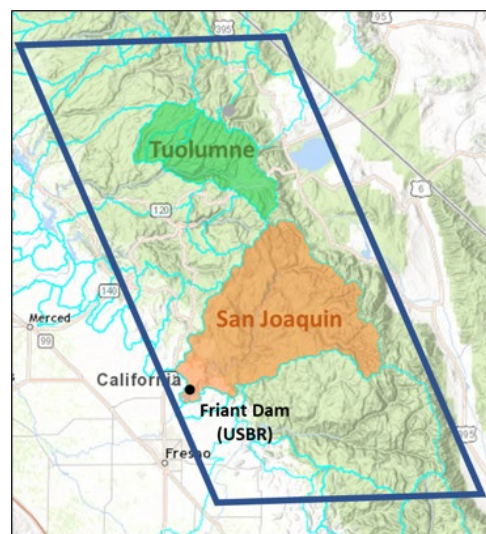 395
95
Tuolumne
6
120
San Joaquin
140
Merced
99
California
Friant Dam
(USBR)
395
Fresno